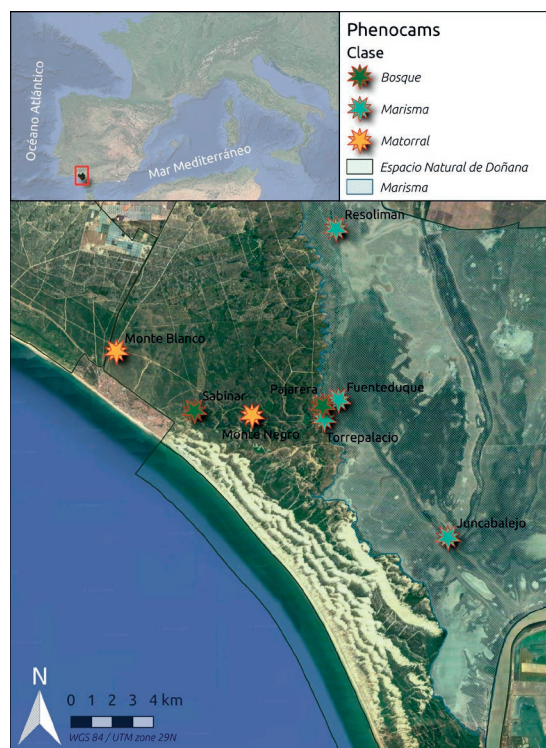 Phenocams
Clase
Bosque
Marisma
Matorral
Espacio Natural de Doñana
Marisma
Océano Atlántico
Mar Mediterráneo
Resoliman
Monte Blanco
Sabinar
Pajarera
Fuenteduque
Monte Negro
Torrepalacio
Juncabalejo
N
0 1 2 3 4 km
WGS 84 / UTM zone 29N